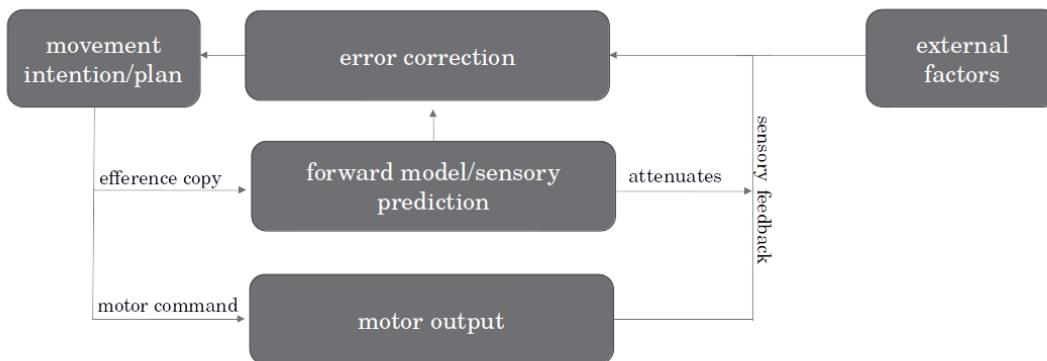 movement
intention/plan
error correction
external
factors
efference copy
forward model/sensory
prediction
attenuates
sensory feedback
motor command
motor output